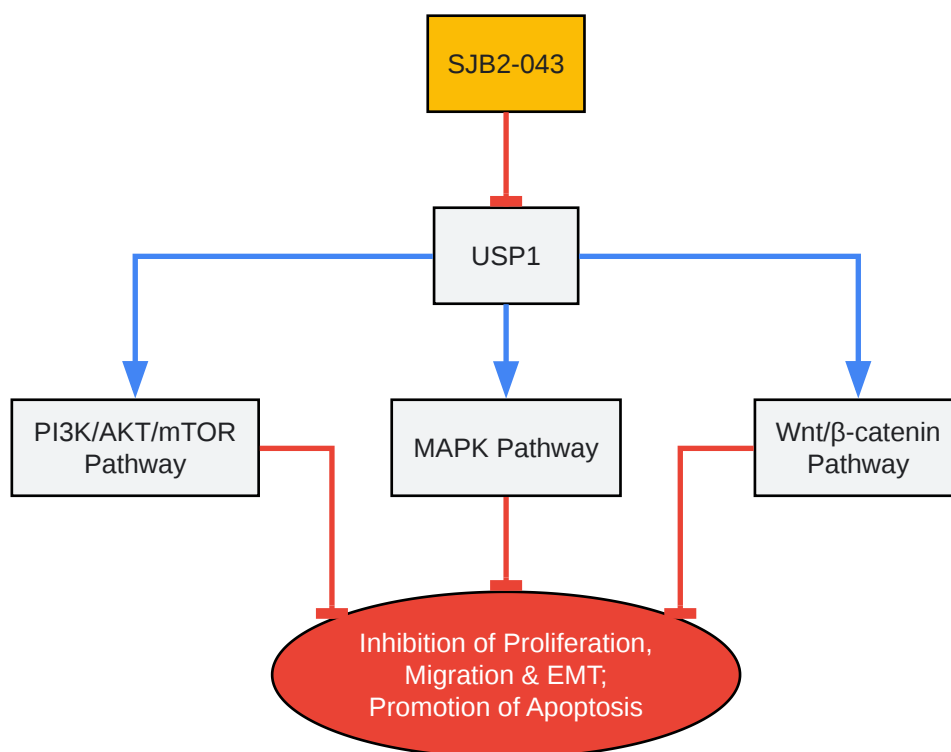 SJB2-043
USP1
PI3K/AKT/mTOR
Pathway
MAPK Pathway
Wnt/β-catenin
Pathway
Inhibition of Proliferation,
Migration & EMT;
Promotion of Apoptosis